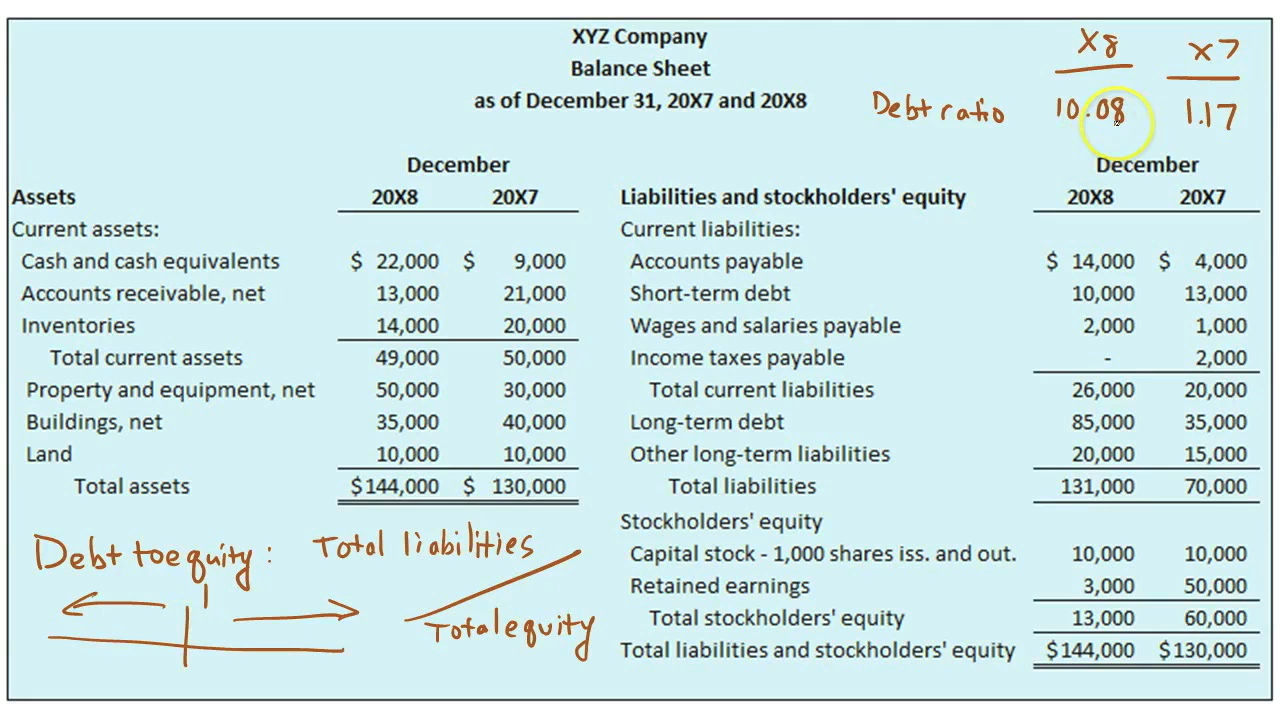 XYZ Company
Balance Sheet
as of December 31, 20X7 and 20X8
X8 X7
Debt ratio 10.08 1.17
December December
Assets 20X8 20X7 Liabilities and stockholders' equity 20X8 20X7
Current assets: Current liabilities:
Cash and cash equivalents $ 22,000 $ 9,000 Accounts payable $ 14,000 $ 4,000
Accounts receivable, net 13,000 21,000 Short-term debt 10,000 13,000
Inventories 14,000 20,000 Wages and salaries payable 2,000 1,000
Total current assets 49,000 50,000 Income taxes payable - 2,000
Property and equipment, net 50,000 30,000 Total current liabilities 26,000 20,000
Buildings, net 35,000 40,000 Long-term debt 85,000 35,000
Land 10,000 10,000 Other long-term liabilities 20,000 15,000
Total assets $144,000 $ 130,000 Total liabilities 131,000 70,000
Stockholders' equity
Capital stock - 1,000 shares iss. and out. 10,000 10,000
Retained earnings 3,000 50,000
Total stockholders' equity 13,000 60,000
Total liabilities and stockholders' equity $144,000 $130,000
Debt to equity: Total liabilities
/ Total equity
1